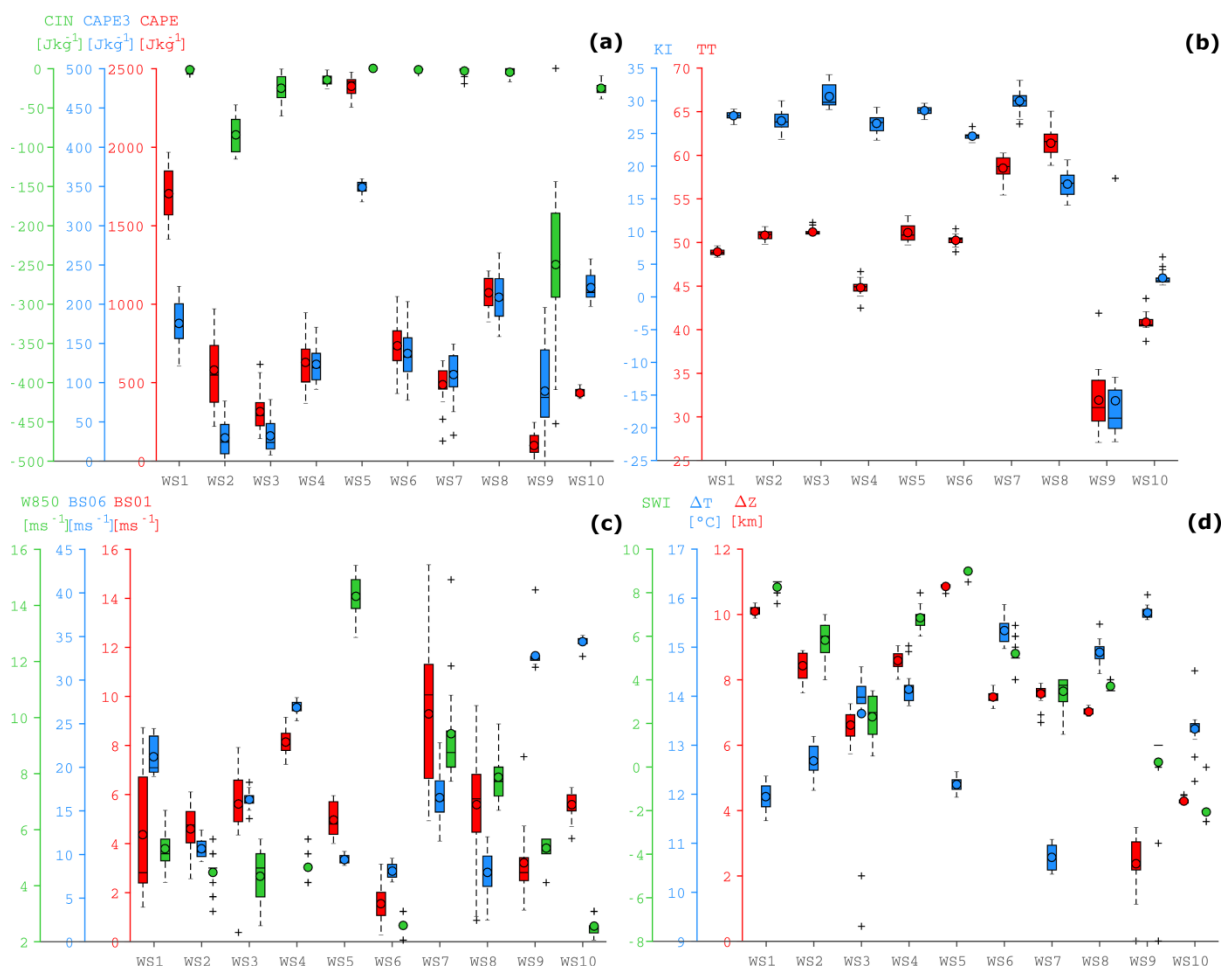 CIN CAPE3 CAPE
[Jkg⁻¹][Jkg⁻¹][Jkg⁻¹]
(a)
0 500 2500
-50 450
-100 400 2000
-150 350
-200 300 1500
-250 250
-300 200 1000
-350 150
-400 100 500
-450 50
-500 0 0
WS1 WS2 WS3 WS4 WS5 WS6 WS7 WS8 WS9 WS10
KI TT
(b)
35 70
30
65
25
20 60
15
55
10
5 50
0
45
-5
-10 40
-15 35
-20 30
-25 25
WS1 WS2 WS3 WS4 WS5 WS6 WS7 WS8 WS9 WS10
W850 BS06 BS01
[ms⁻¹][ms⁻¹][ms⁻¹]
(c)
16 45 16
40
14 14
35
12 12
30
10 25 10
8 20 8
6 15 6
10
4 4
5 2
2 0 0
WS1 WS2 WS3 WS4 WS5 WS6 WS7 WS8 WS9 WS10
SWI ΔT ΔZ
[°C] [km]
(d)
10 17 12
8 16
6 10
15
4 8
2 14
0 13 6
-2 12
4
-4 11
-6 10 2
-8 9 0
WS1 WS2 WS3 WS4 WS5 WS6 WS7 WS8 WS9 WS10